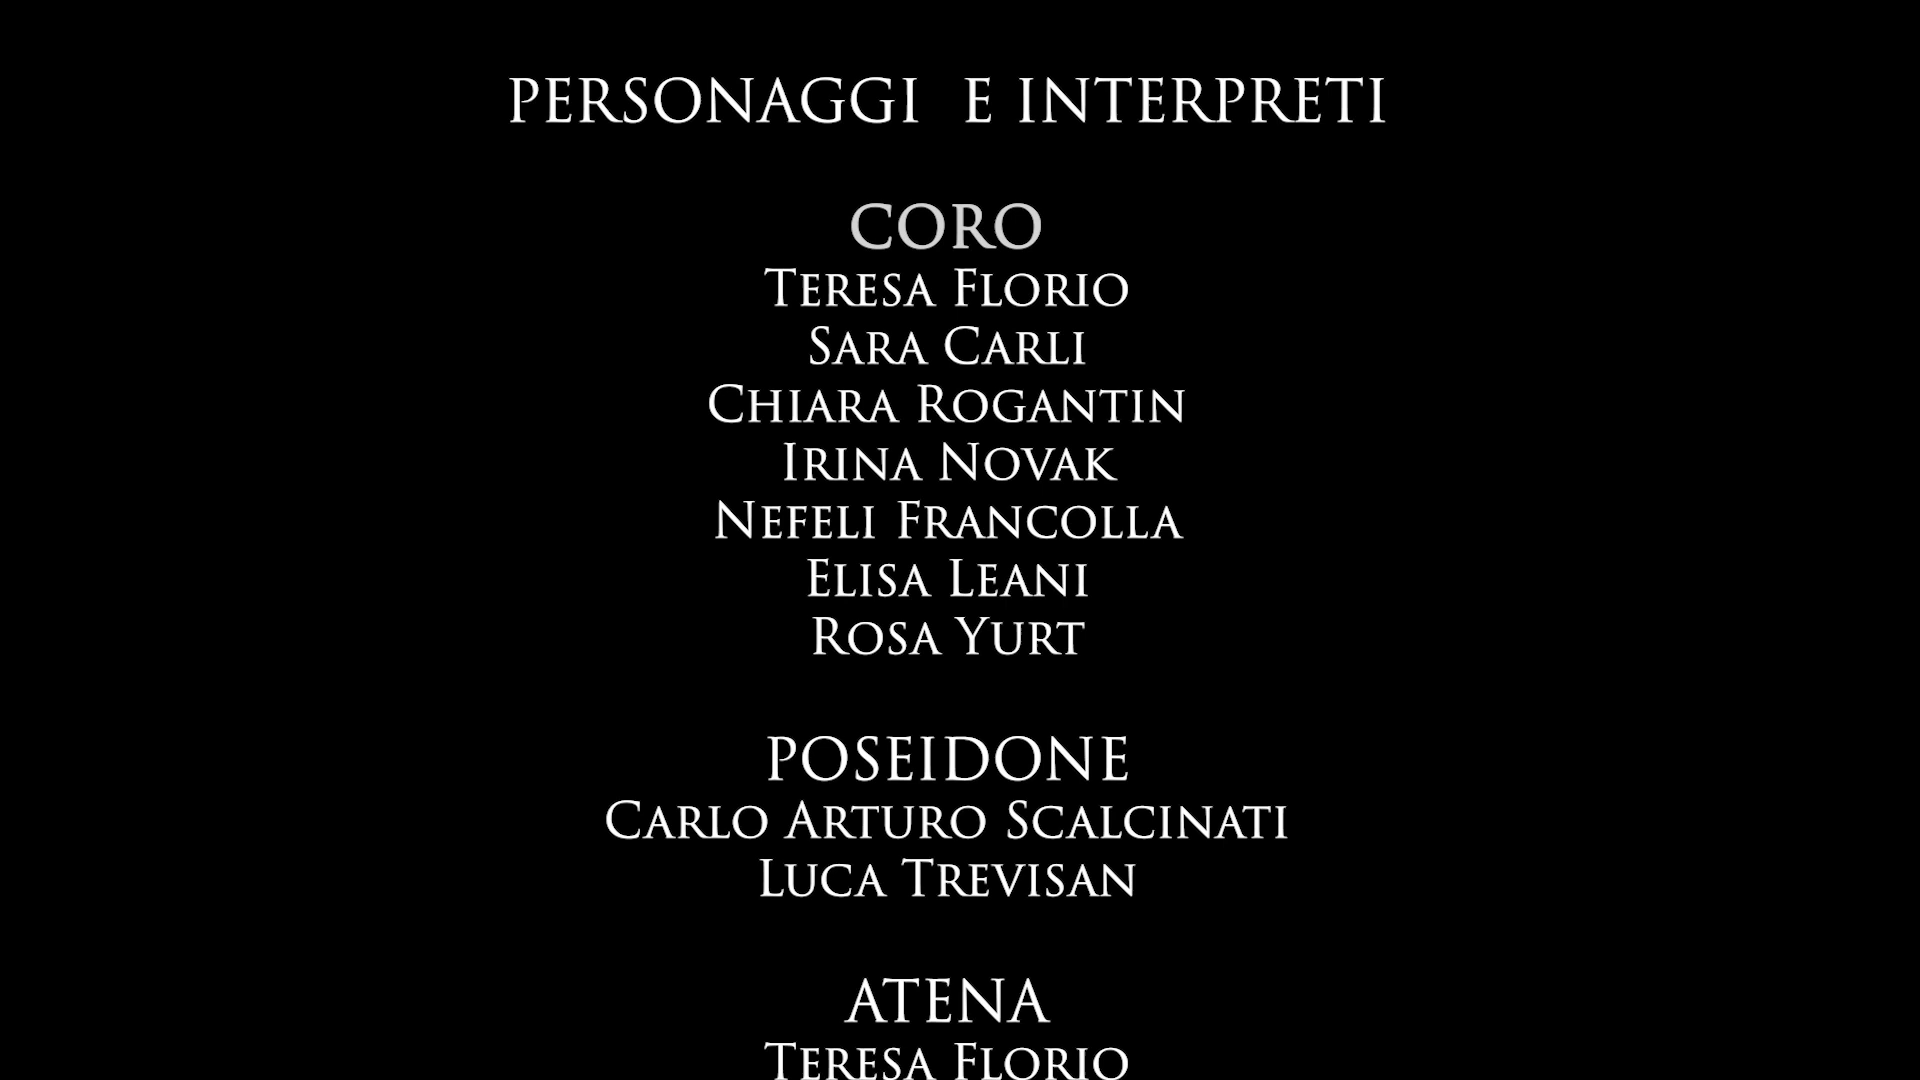 PERSONAGGI E INTERPRETI
CORO
Teresa Florio
Sara Carli
Chiara Rogantin
Irina Novak
Nefeli Francolla
Elisa Leani
Rosa Yurt
POSEIDONE
Carlo Arturo Scalcinati
Luca Trevisan
ATENA
Teresa Florio